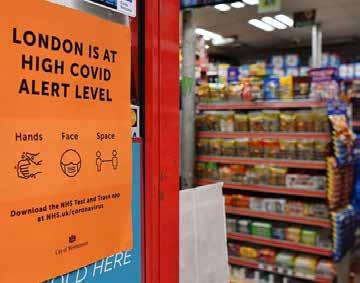 LONDON IS AT
HIGH COVID
ALERT LEVEL
Hands Face Space
Download the NHS Test and Trace app
at NHS.uk/coronavirus
City of Westminster
OLD HERE